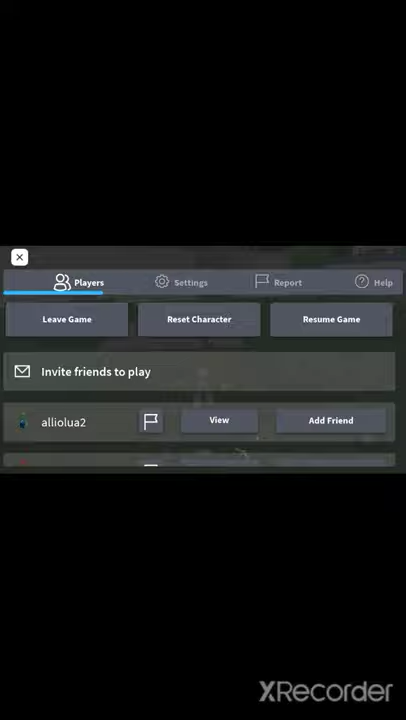 Players Settings Report Help
Leave Game Reset Character Resume Game
Invite friends to play
alliolua2 View Add Friend
XRecorder